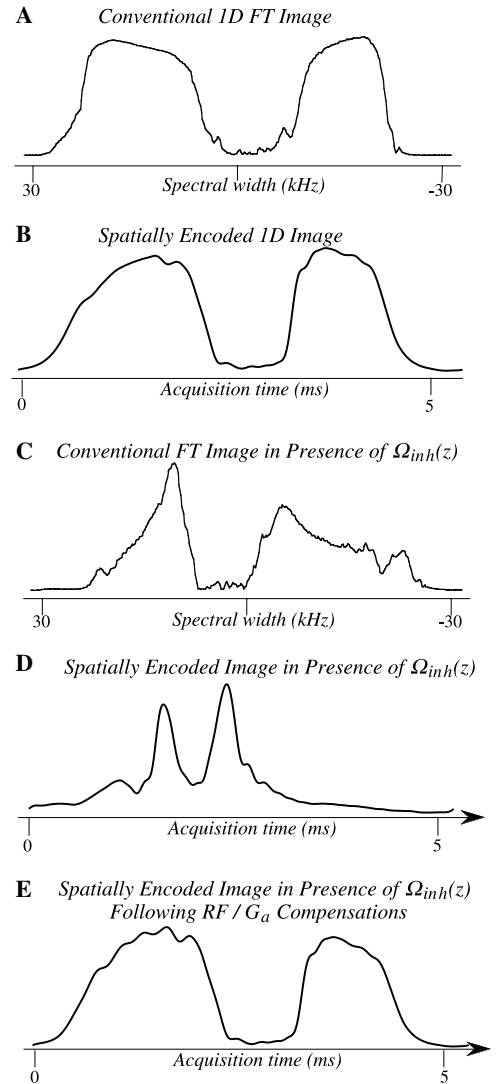 A Conventional 1D FT Image
30 -30
Spectral width (kHz)
B Spatially Encoded 1D Image
Acquisition time (ms)
0 5
C Conventional FT Image in Presence of Ωinh(z)
30 -30
Spectral width (kHz)
D Spatially Encoded Image in Presence of Ωinh(z)
Acquisition time (ms)
0 5
E Spatially Encoded Image in Presence of Ωinh(z)
Following RF / Ga Compensations
Acquisition time (ms)
0 5